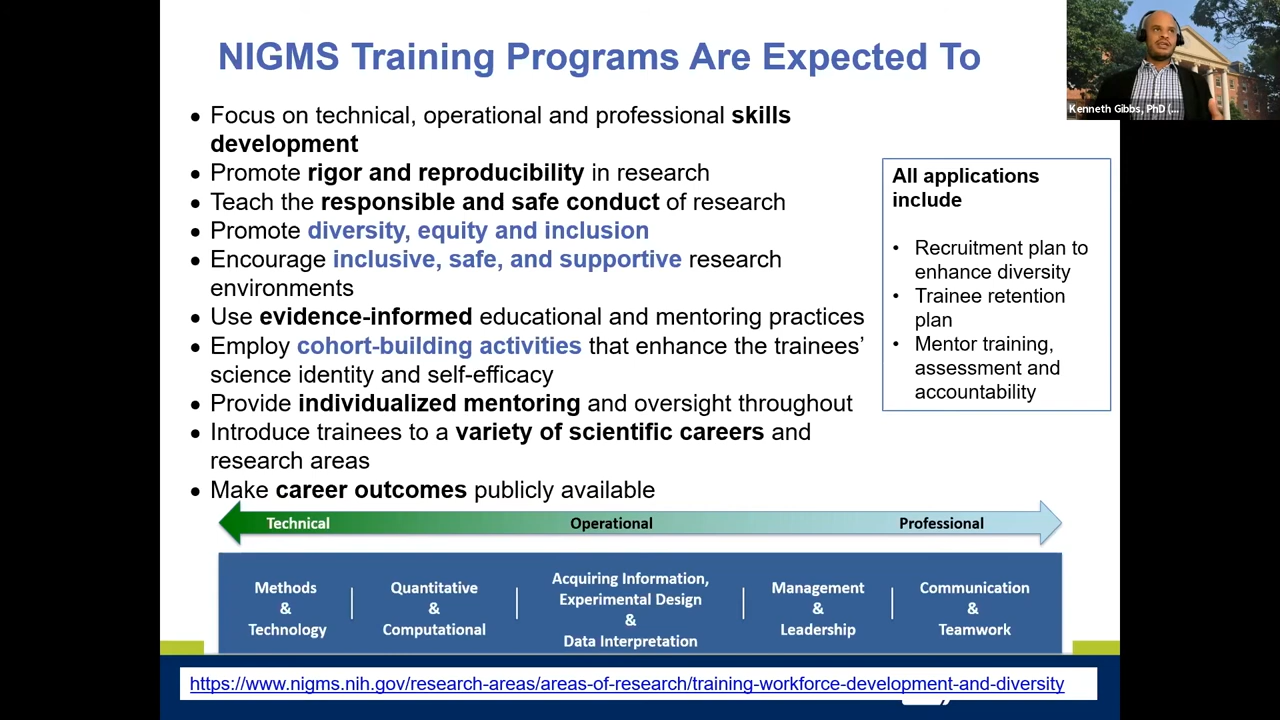 NIGMS Training Programs Are Expected To
Kenneth Gibbs, PhD (...
• Focus on technical, operational and professional skills
development
• Promote rigor and reproducibility in research
• Teach the responsible and safe conduct of research
• Promote diversity, equity and inclusion
• Encourage inclusive, safe, and supportive research
environments
• Use evidence-informed educational and mentoring practices
• Employ cohort-building activities that enhance the trainees’
science identity and self-efficacy
• Provide individualized mentoring and oversight throughout
• Introduce trainees to a variety of scientific careers and
research areas
• Make career outcomes publicly available
All applications
include
• Recruitment plan to
enhance diversity
• Trainee retention
plan
• Mentor training,
assessment and
accountability
Technical
Operational
Professional
Methods
&
Technology
Quantitative
&
Computational
Acquiring Information,
Experimental Design
&
Data Interpretation
Management
&
Leadership
Communication
&
Teamwork
https://www.nigms.nih.gov/research-areas/areas-of-research/training-workforce-development-and-diversity